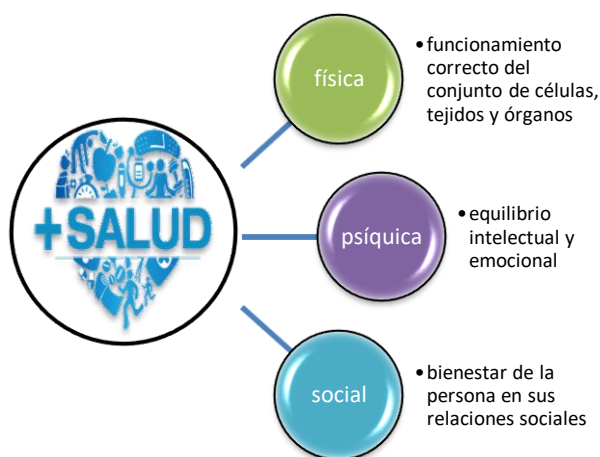 +SALUD
física
•funcionamiento
correcto del
conjunto de células,
tejidos y órganos
psíquica
•equilibrio
intelectual y
emocional
social
•bienestar de la
persona en sus
relaciones sociales